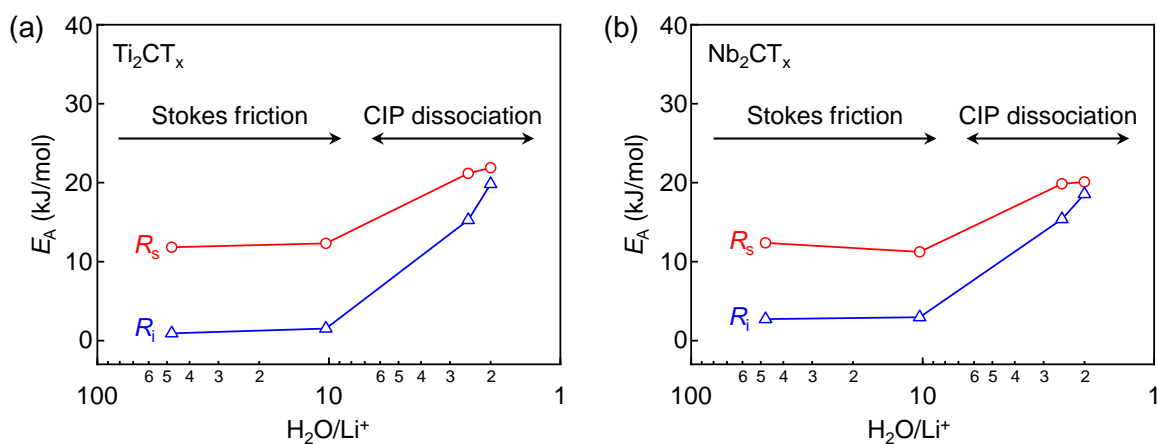 (a)
Ti₂CTₓ
Stokes friction
CIP dissociation
Rₛ
Rᵢ
E_A (kJ/mol)
40
30
20
10
0
100
6
5
4
3
2
10
6
5
4
3
2
1
H₂O/Li⁺
(b)
Nb₂CTₓ
Stokes friction
CIP dissociation
Rₛ
Rᵢ
E_A (kJ/mol)
40
30
20
10
0
100
6
5
4
3
2
10
6
5
4
3
2
1
H₂O/Li⁺